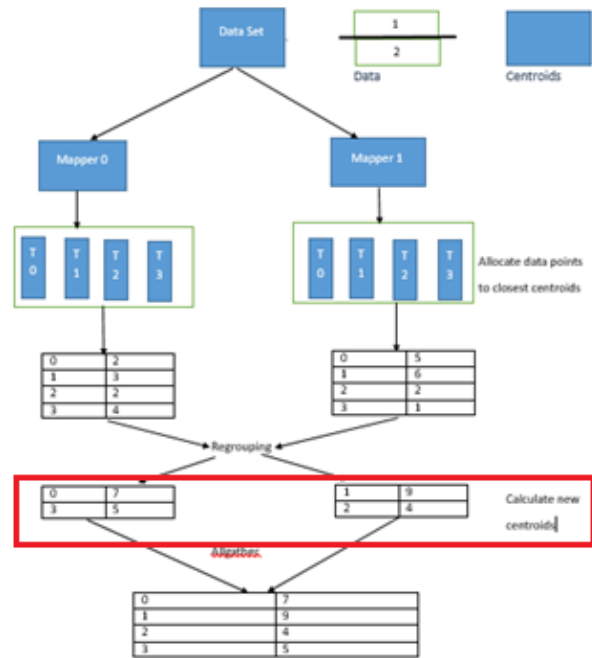 Data Set
1
2
Data
Centroids
Mapper 0
Mapper 1
T T T T
0 1 2 3
T T T T
0 1 2 3
Allocate data points
to closest centroids
0 2
1 3
2 2
3 4
0 5
1 6
2 2
3 1
Regrouping
0 7
3 5
1 9
2 4
Calculate new
centroids
Allgather
0 7
1 9
2 4
3 5